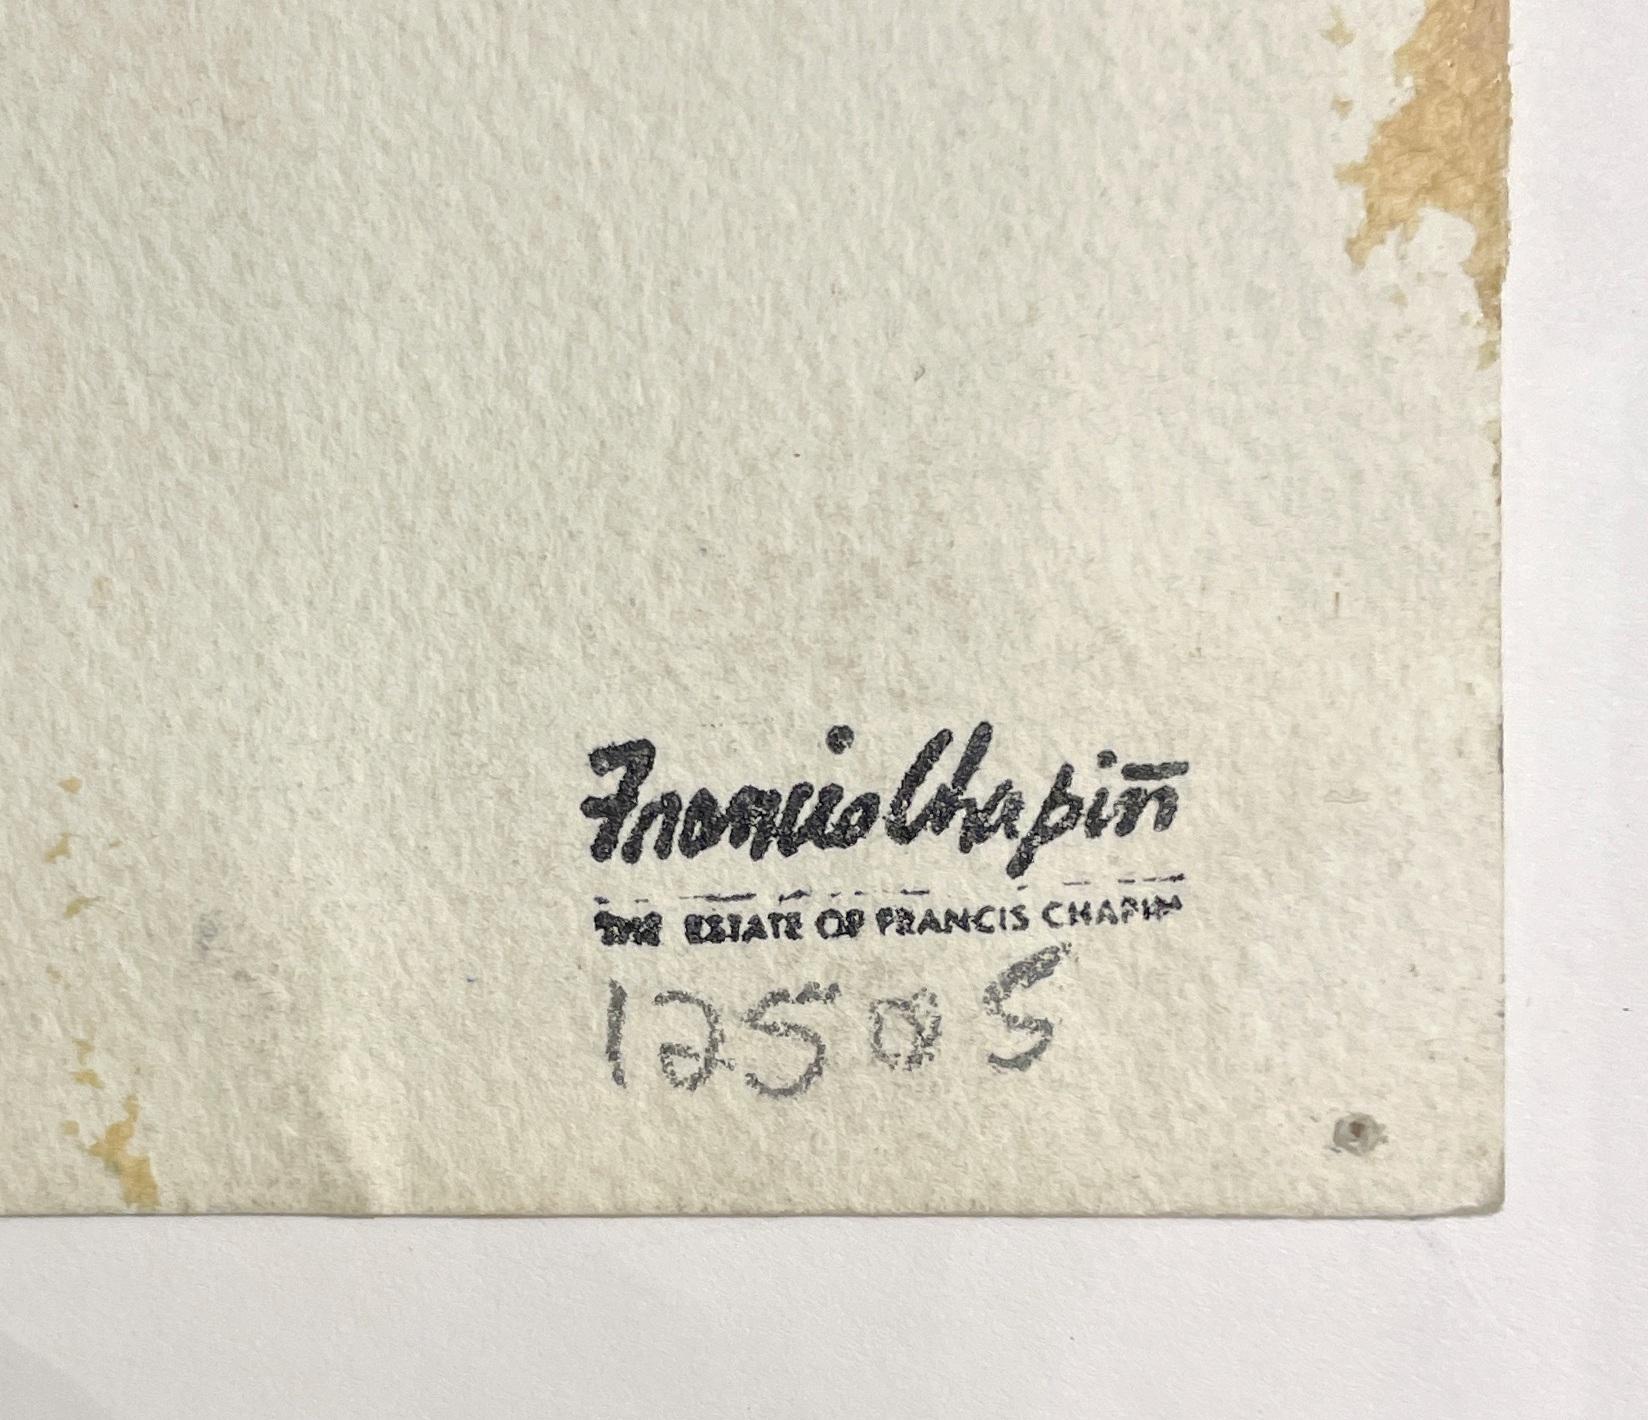 Francis Chapin
THE ESTATE OF FRANCIS CHAPIN
12505